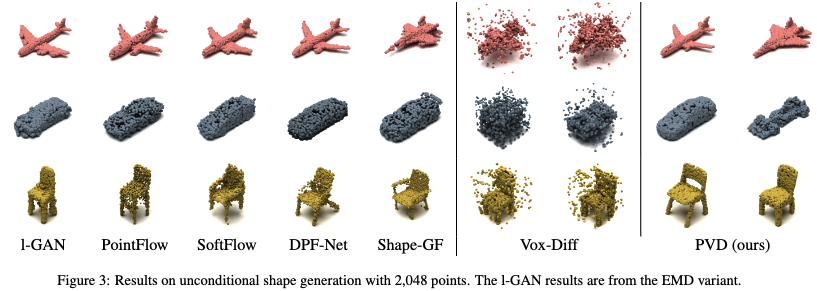 l-GAN PointFlow SoftFlow DPF-Net Shape-GF Vox-Diff PVD (ours)
Figure 3: Results on unconditional shape generation with 2,048 points. The l-GAN results are from the EMD variant.